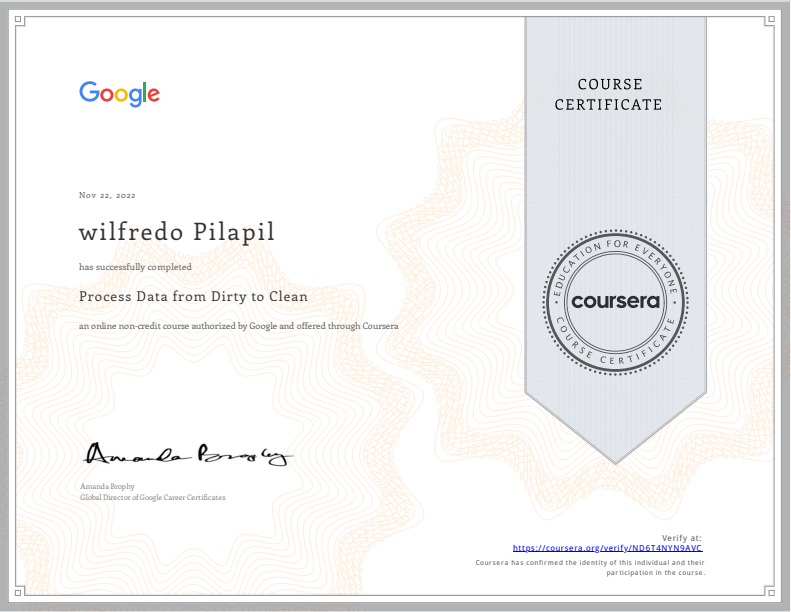 Google
COURSE
CERTIFICATE
Nov 22, 2022
wilfredo Pilapil
has successfully completed
Process Data from Dirty to Clean
an online non-credit course authorized by Google and offered through Coursera
EDUCATION FOR EVERYONE
coursera
COURSE CERTIFICATE
Amanda Brophy
Amanda Brophy
Global Director of Google Career Certificates
Verify at:
https://coursera.org/verify/ND6T4NYN9AVC
Coursera has confirmed the identity of this individual and their
participation in the course.